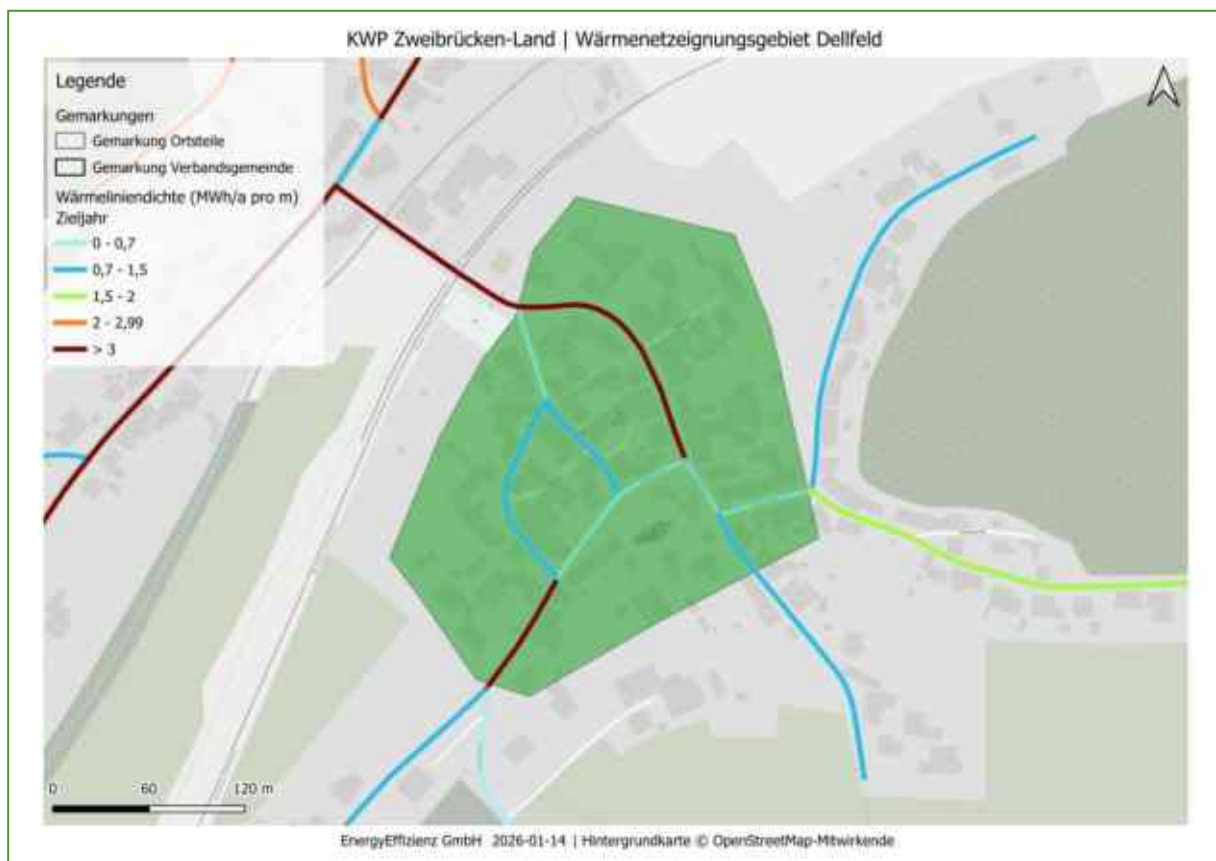 KWP Zweibrücken-Land | Wärmenetzeignungsgebiet Dellfeld
Legende
Gemarkungen
Gemarkung Ortsteile
Gemarkung Verbandsgemeinde
Wärmeliniendichte (MWh/a pro m)
Zieljahr
0 - 0,7
0,7 - 1,5
1,5 - 2
2 - 2,99
> 3
0 60 120 m
EnergyEffizienz GmbH 2026-01-14 | Hintergrundkarte © OpenStreetMap-Mitwirkende